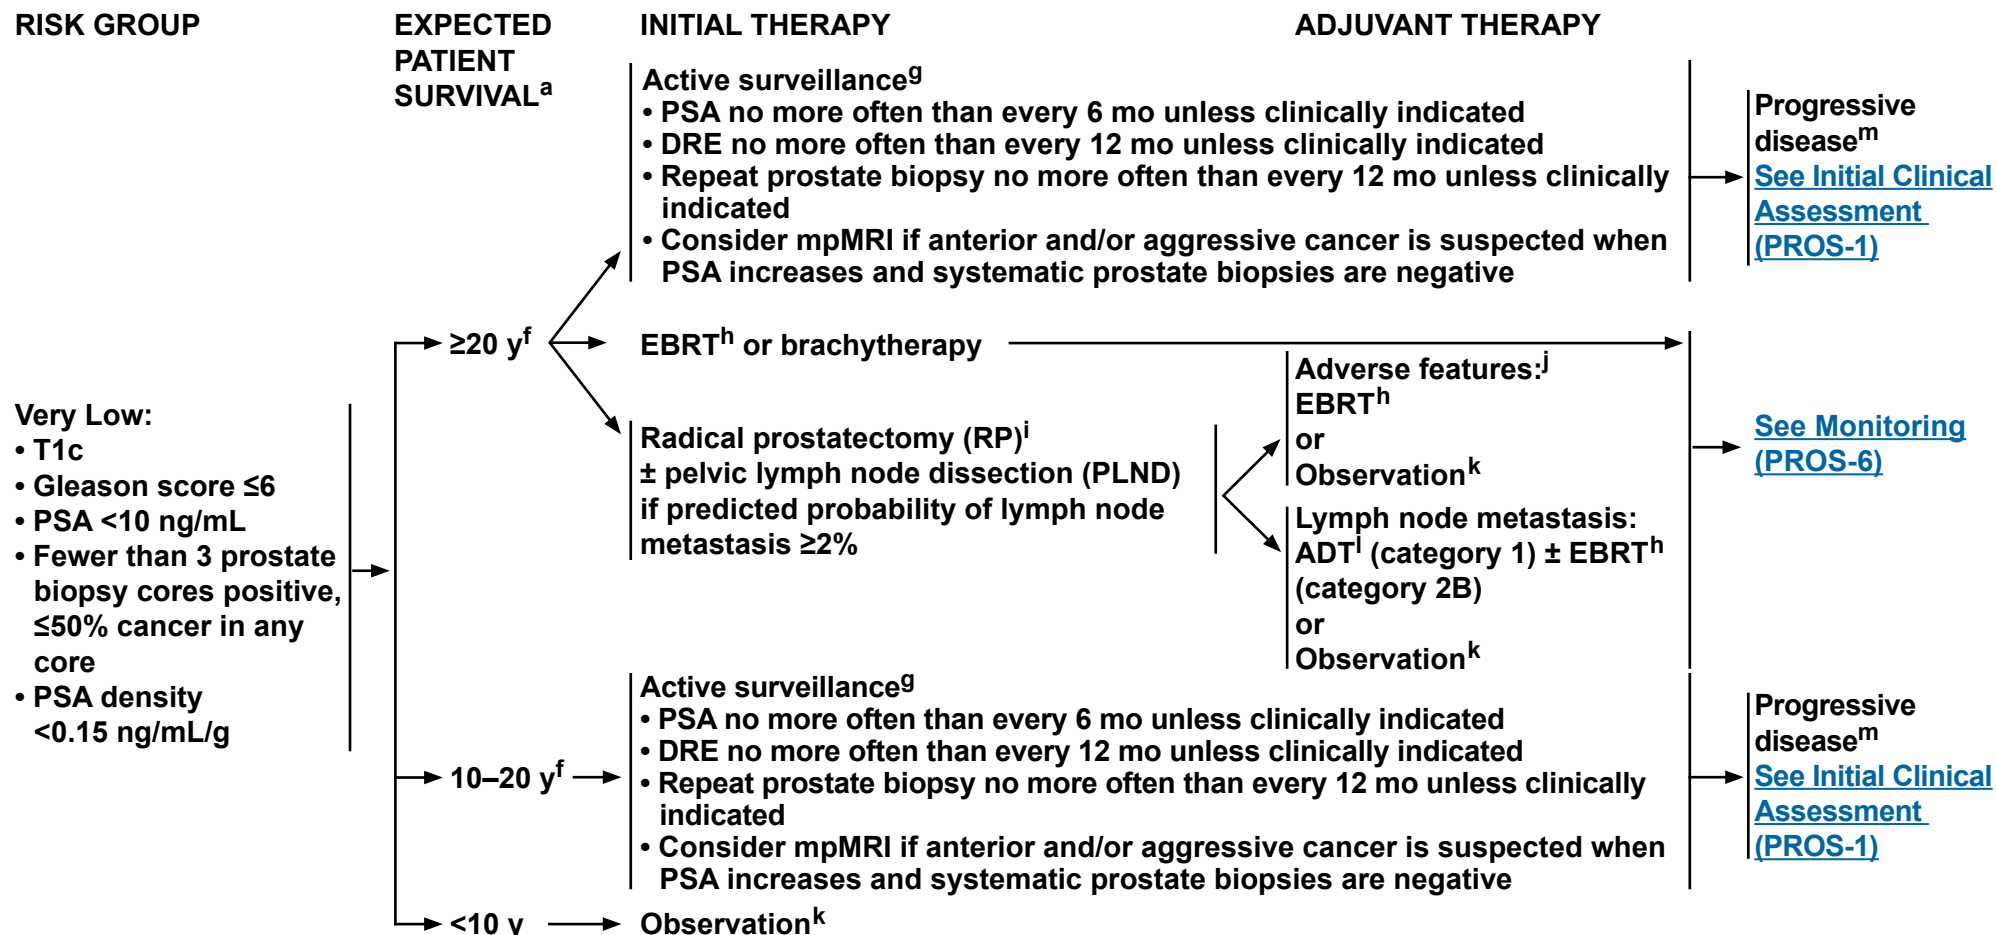 RISK GROUP
EXPECTED
PATIENT
SURVIVALa
INITIAL THERAPY
ADJUVANT THERAPY
Very Low:
• T1c
• Gleason score ≤6
• PSA <10 ng/mL
• Fewer than 3 prostate
biopsy cores positive,
≤50% cancer in any
core
• PSA density
<0.15 ng/mL/g
≥20 yf
Active surveillanceg
• PSA no more often than every 6 mo unless clinically indicated
• DRE no more often than every 12 mo unless clinically indicated
• Repeat prostate biopsy no more often than every 12 mo unless clinically
indicated
• Consider mpMRI if anterior and/or aggressive cancer is suspected when
PSA increases and systematic prostate biopsies are negative
Progressive
diseasem
See Initial Clinical
Assessment
(PROS-1)
EBRTh or brachytherapy
Radical prostatectomy (RP)i
± pelvic lymph node dissection (PLND)
if predicted probability of lymph node
metastasis ≥2%
Adverse features:j
EBRTh
or
Observationk
Lymph node metastasis:
ADTl (category 1) ± EBRTh
(category 2B)
or
Observationk
See Monitoring
(PROS-6)
10–20 yf
Active surveillanceg
• PSA no more often than every 6 mo unless clinically indicated
• DRE no more often than every 12 mo unless clinically indicated
• Repeat prostate biopsy no more often than every 12 mo unless clinically
indicated
• Consider mpMRI if anterior and/or aggressive cancer is suspected when
PSA increases and systematic prostate biopsies are negative
Progressive
diseasem
See Initial Clinical
Assessment
(PROS-1)
<10 y
Observationk